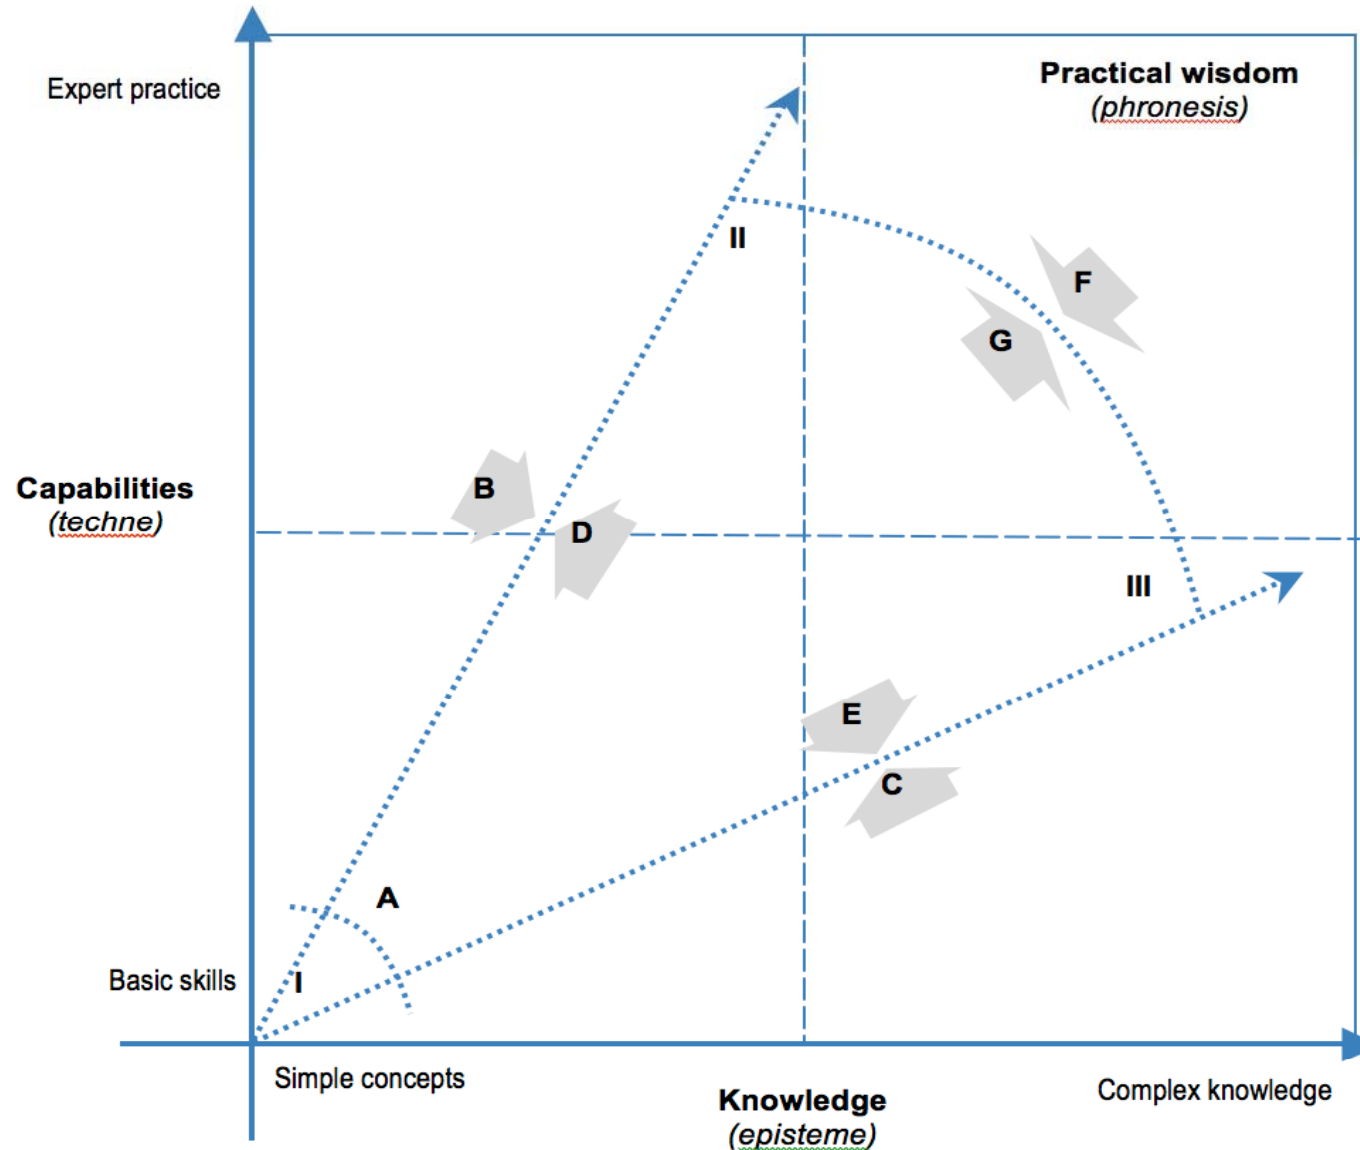 Expert practice
Practical wisdom
(phronesis)
II
F
G
Capabilities
(techne)
B
D
III
E
C
A
Basic skills
I
Simple concepts
Knowledge
(episteme)
Complex knowledge